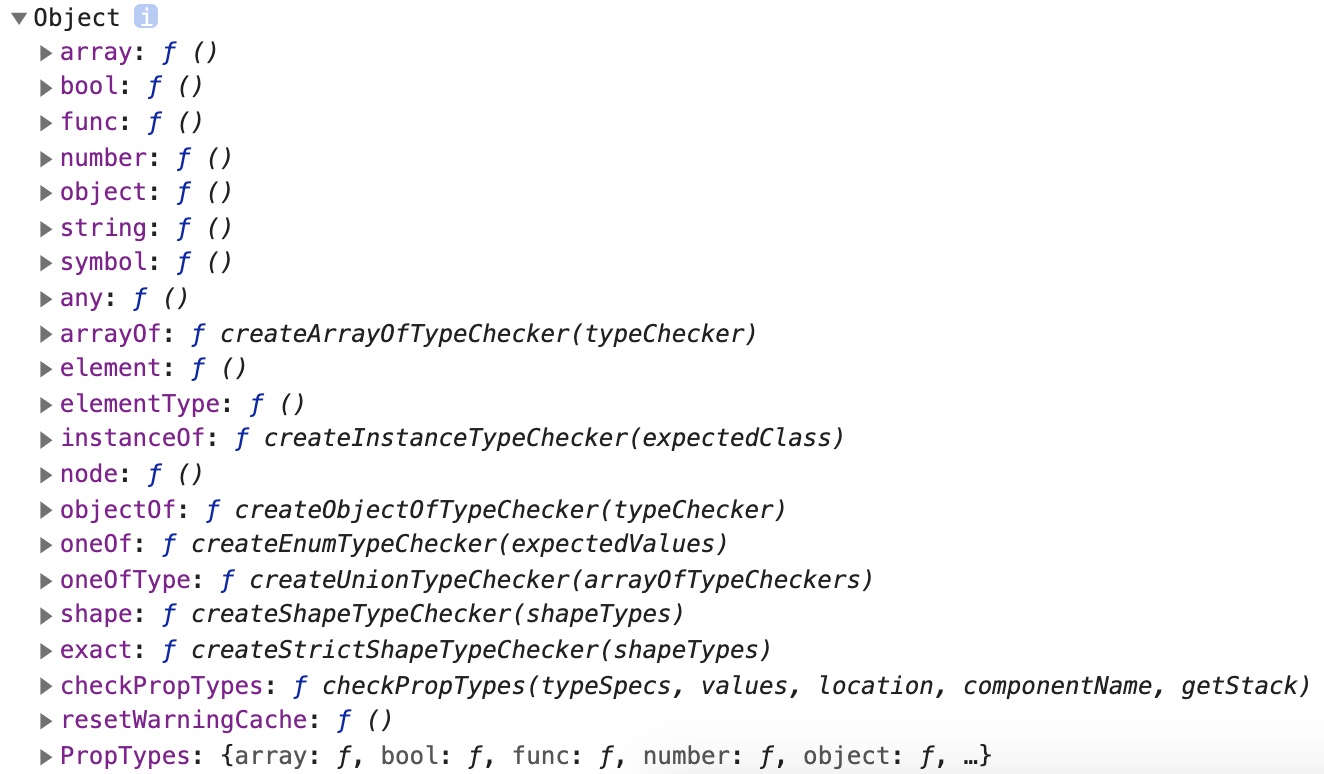 ▼Object i
▶array: ƒ ()
▶bool: ƒ ()
▶func: ƒ ()
▶number: ƒ ()
▶object: ƒ ()
▶string: ƒ ()
▶symbol: ƒ ()
▶any: ƒ ()
▶arrayOf: ƒ createArrayOfTypeChecker(typeChecker)
▶element: ƒ ()
▶elementType: ƒ ()
▶instanceOf: ƒ createInstanceTypeChecker(expectedClass)
▶node: ƒ ()
▶objectOf: ƒ createObjectOfTypeChecker(typeChecker)
▶oneOf: ƒ createEnumTypeChecker(expectedValues)
▶oneOfType: ƒ createUnionTypeChecker(arrayOfTypeCheckers)
▶shape: ƒ createShapeTypeChecker(shapeTypes)
▶exact: ƒ createStrictShapeTypeChecker(shapeTypes)
▶checkPropTypes: ƒ checkPropTypes(typeSpecs, values, location, componentName, getStack)
▶resetWarningCache: ƒ ()
▶PropTypes: {array: ƒ, bool: ƒ, func: ƒ, number: ƒ, object: ƒ, …}